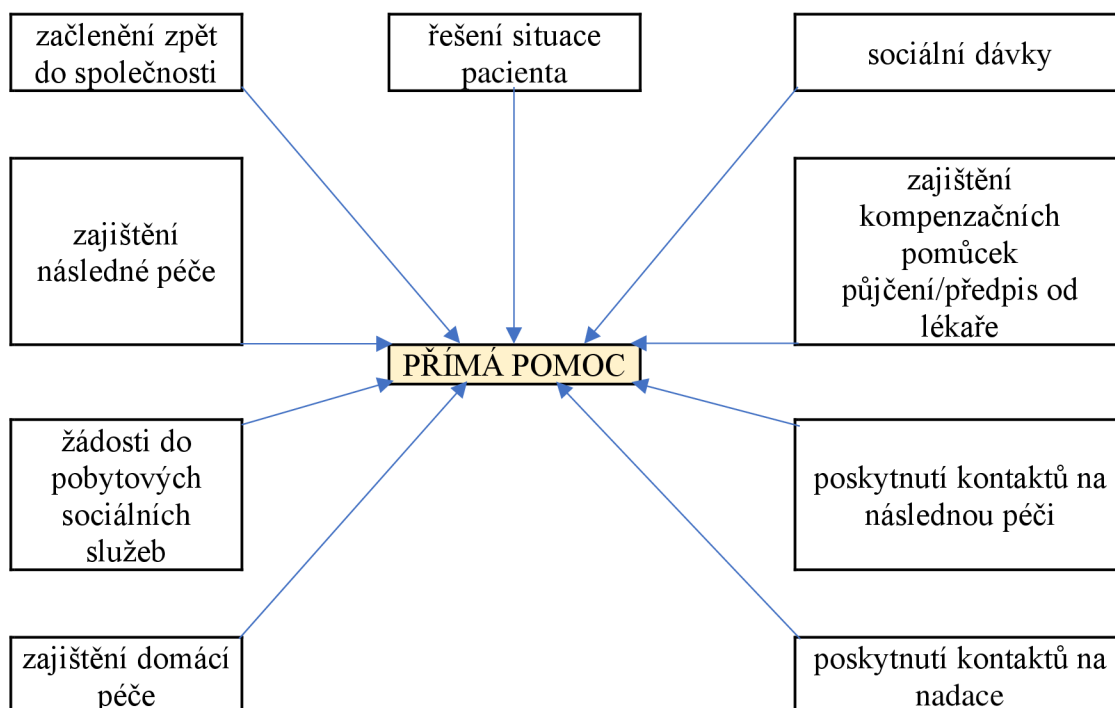 začlenění zpět
do společnosti
řešení situace
pacienta
sociální dávky
zajištění
následné péče
zajištění
kompenzačních
pomůcek
půjčení/předpis od
lékaře
PŘÍMÁ POMOC
žádosti do
pobytových
sociálních
služeb
poskytnutí kontaktů na
následnou péči
zajištění domácí
péče
poskytnutí kontaktů na
nadace